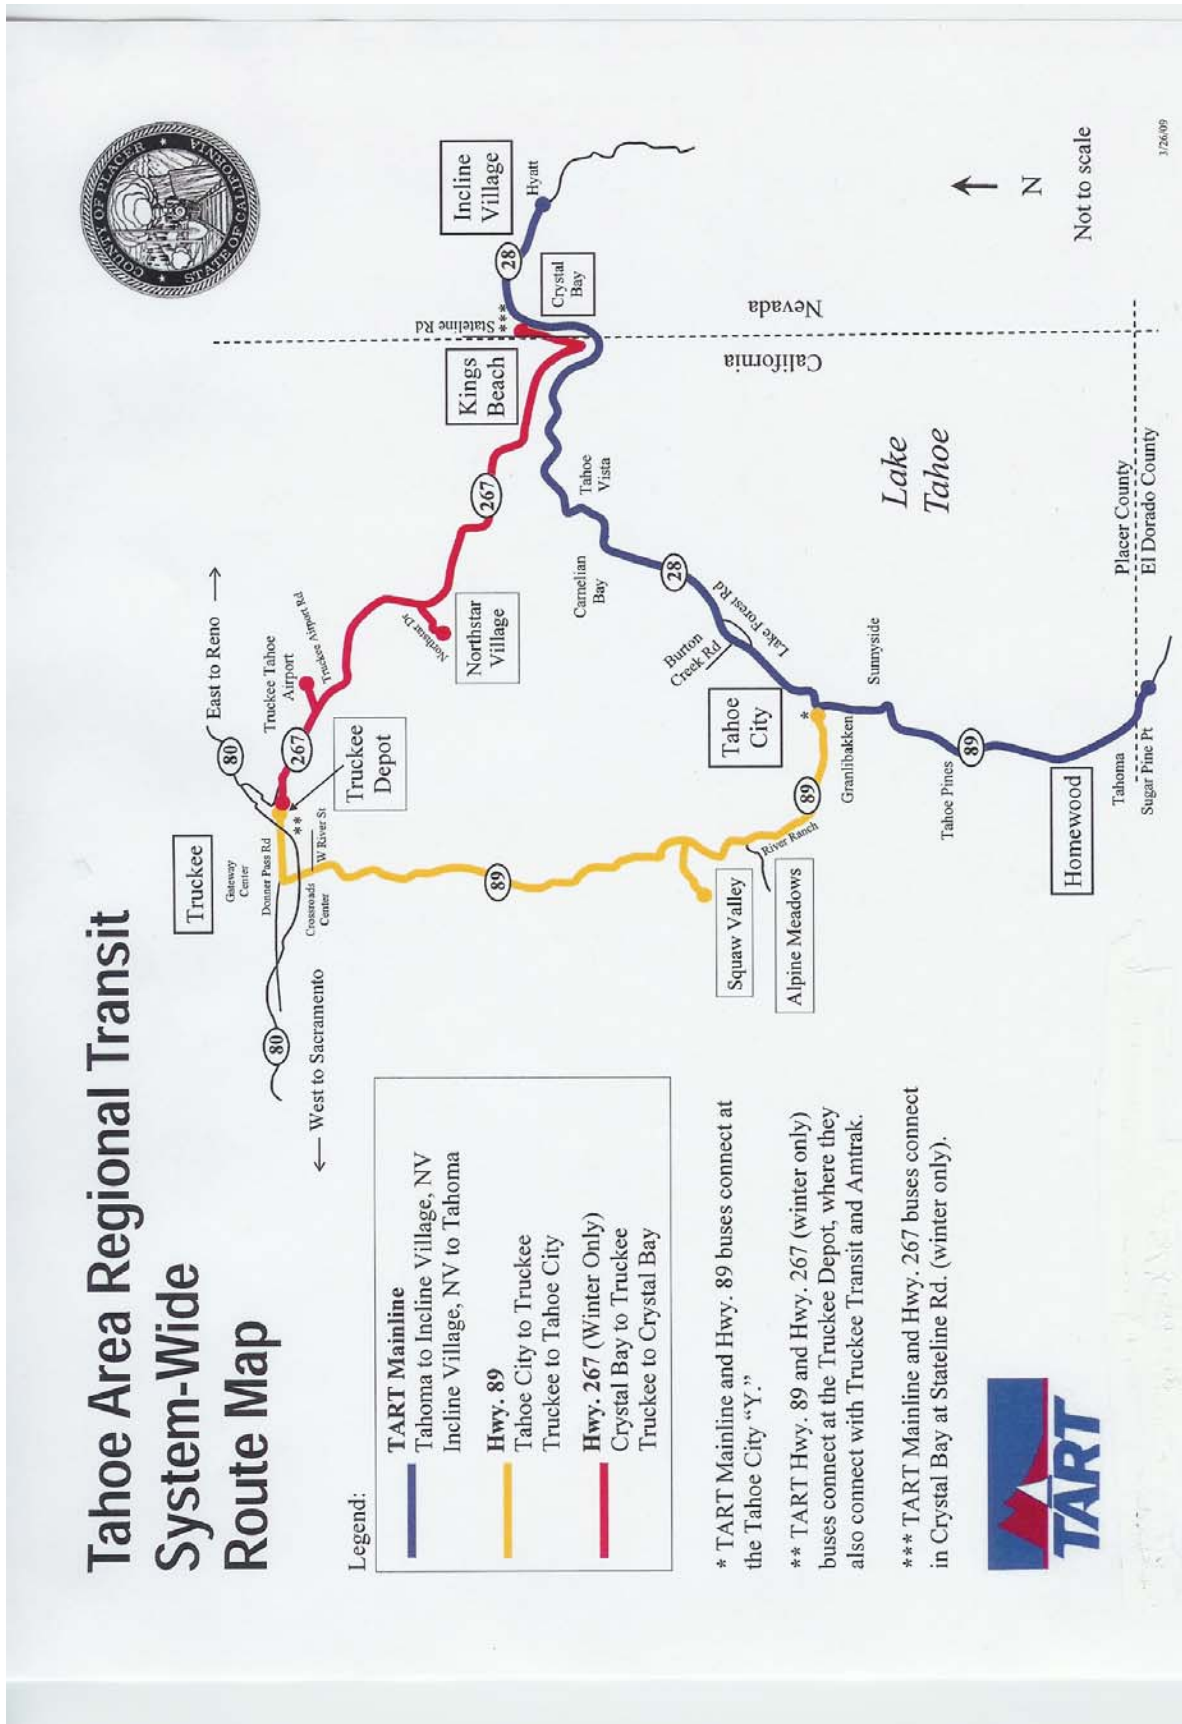 Tahoe Area Regional Transit
System-Wide
Route Map
COUNTY OF PLACER
STATE OF CALIFORNIA
Legend:
TART Mainline
Tahoma to Incline Village, NV
Incline Village, NV to Tahoma
Hwy. 89
Tahoe City to Truckee
Truckee to Tahoe City
Hwy. 267 (Winter Only)
Crystal Bay to Truckee
Truckee to Crystal Bay
* TART Mainline and Hwy. 89 buses connect at
the Tahoe City “Y.”
** TART Hwy. 89 and Hwy. 267 (winter only)
buses connect at the Truckee Depot, where they
also connect with Truckee Transit and Amtrak.
*** TART Mainline and Hwy. 267 buses connect
in Crystal Bay at Stateline Rd. (winter only).
TART
← West to Sacramento
80
Truckee
Gateway
Center
Donner Pass Rd
Crossroads
Center
W River St
**
80
East to Reno →
267
Truckee
Depot
Truckee Tahoe
Airport
Truckee Airport Rd
Northstar Dr
Northstar
Village
267
Kings
Beach
Stateline Rd
***
28
Crystal
Bay
Incline
Village
Hyatt
California
Nevada
89
Squaw Valley
Alpine Meadows
River Ranch
89
*
Tahoe
City
Granlibakken
Burton
Creek Rd
Lake Forest Rd
28
Carnelian
Bay
Tahoe
Vista
Sunnyside
Lake
Tahoe
89
Tahoe Pines
Homewood
Tahoma
Sugar Pine Pt
Placer County
El Dorado County
N
Not to scale
3/26/09